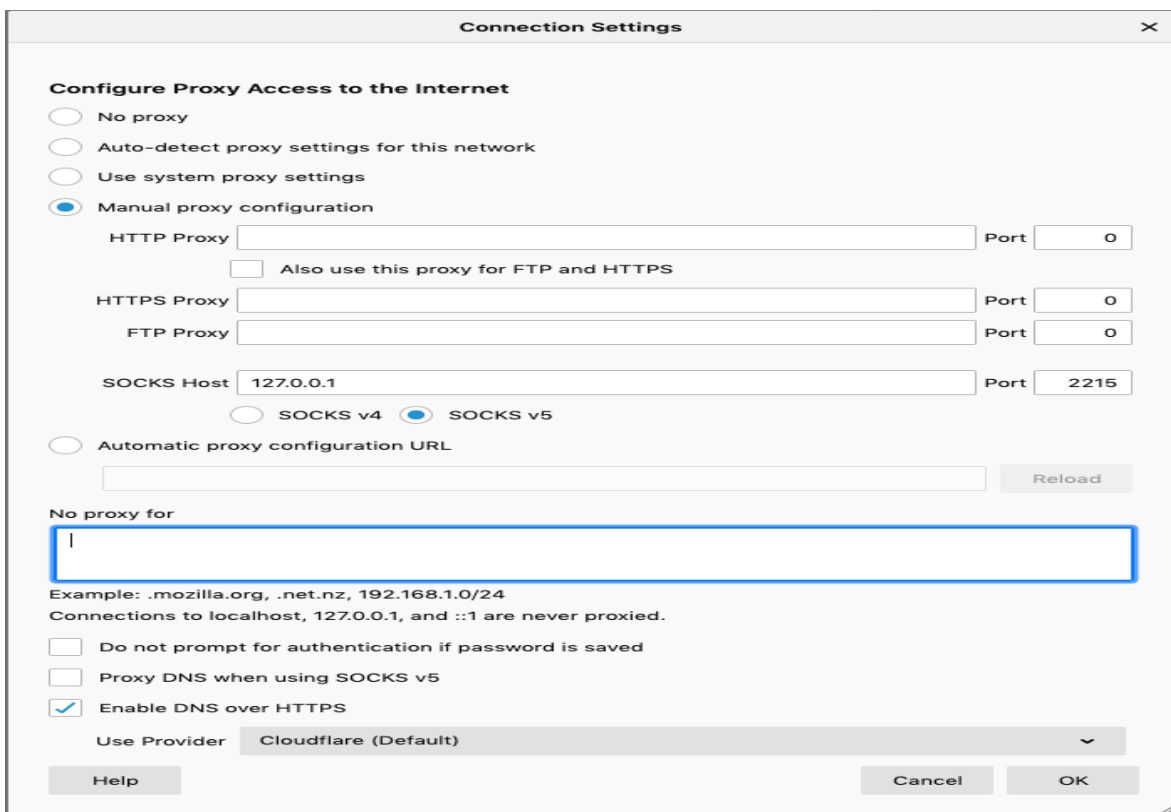 Connection Settings
Configure Proxy Access to the Internet
No proxy
Auto-detect proxy settings for this network
Use system proxy settings
Manual proxy configuration
HTTP Proxy Port 0
Also use this proxy for FTP and HTTPS
HTTPS Proxy Port 0
FTP Proxy Port 0
SOCKS Host 127.0.0.1 Port 2215
SOCKS v4 SOCKS v5
Automatic proxy configuration URL
Reload
No proxy for
Example: .mozilla.org, .net.nz, 192.168.1.0/24
Connections to localhost, 127.0.0.1, and ::1 are never proxied.
Do not prompt for authentication if password is saved
Proxy DNS when using SOCKS v5
Enable DNS over HTTPS
Use Provider Cloudflare (Default)
Help Cancel OK